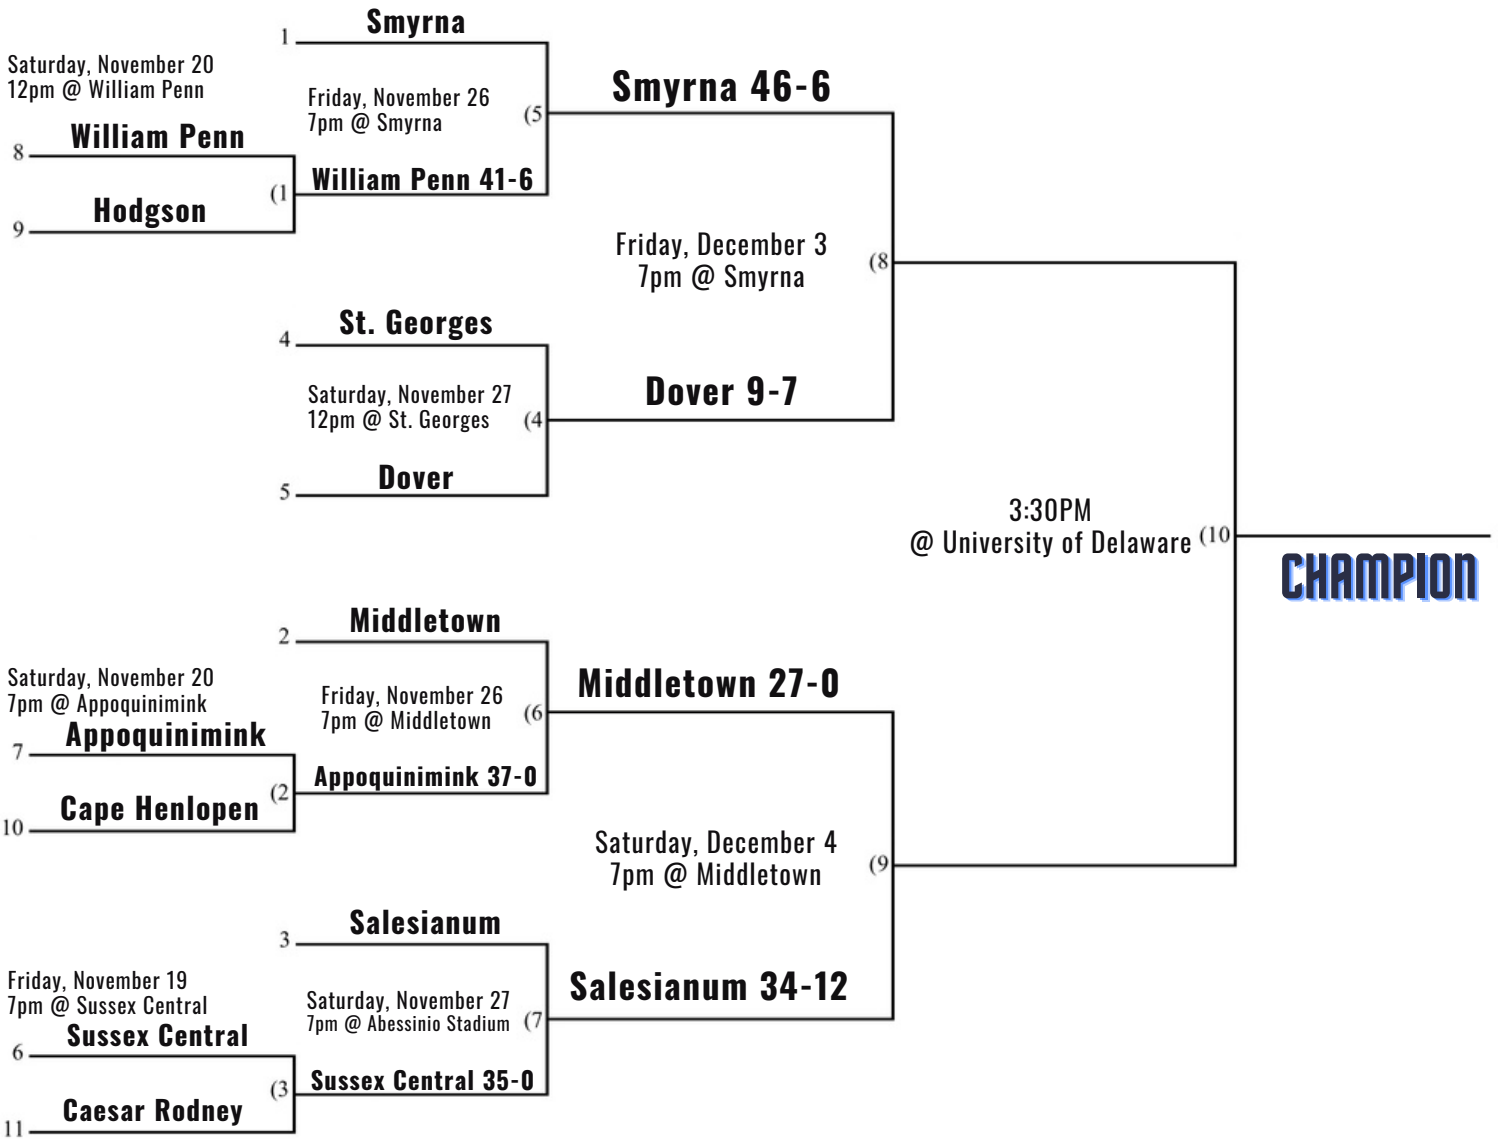 1
Smyrna
Saturday, November 20
12pm @ William Penn
Friday, November 26
7pm @ Smyrna
(5
Smyrna 46-6
8
William Penn
(1
William Penn 41-6
9
Hodgson
Friday, December 3
7pm @ Smyrna
(8
4
St. Georges
Saturday, November 27
12pm @ St. Georges
(4
Dover 9-7
5
Dover
3:30PM
@ University of Delaware
(10
CHAMPION
2
Middletown
Saturday, November 20
7pm @ Appoquinimink
Friday, November 26
7pm @ Middletown
(6
Middletown 27-0
7
Appoquinimink
(2
Appoquinimink 37-0
10
Cape Henlopen
Saturday, December 4
7pm @ Middletown
(9
3
Salesianum
Friday, November 19
7pm @ Sussex Central
Saturday, November 27
7pm @ Abessinio Stadium
(7
Salesianum 34-12
6
Sussex Central
(3
Sussex Central 35-0
11
Caesar Rodney